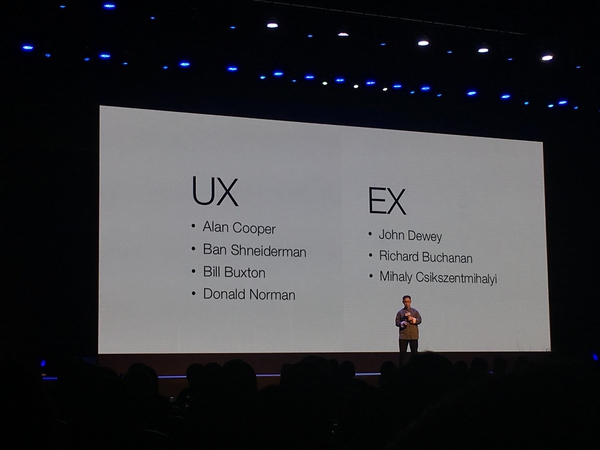 UX
• Alan Cooper
• Ban Shneiderman
• Bill Buxton
• Donald Norman
EX
• John Dewey
• Richard Buchanan
• Mihaly Csikszentmihalyi